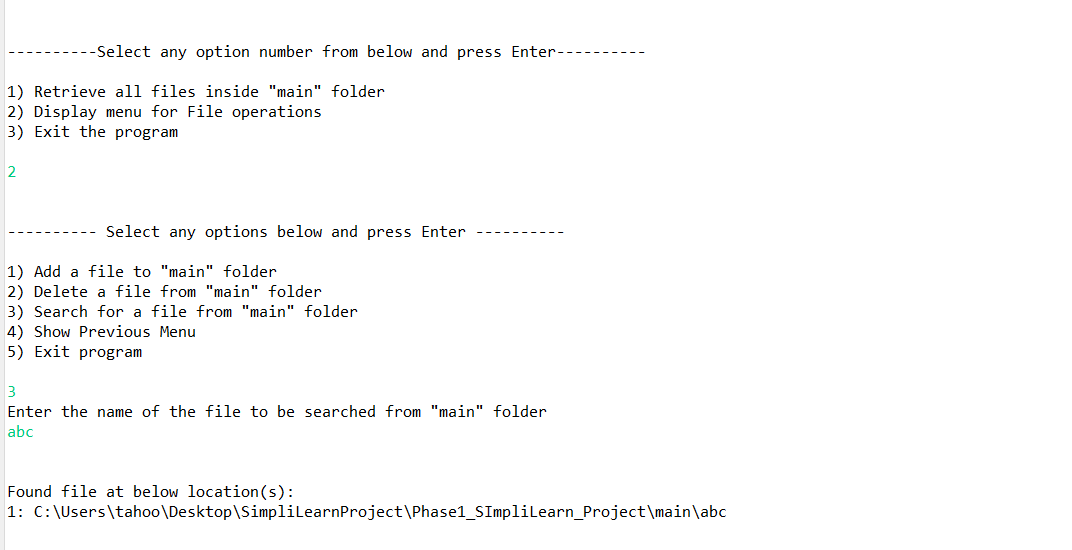 ----------Select any option number from below and press Enter----------
1) Retrieve all files inside "main" folder
2) Display menu for File operations
3) Exit the program
2
---------- Select any options below and press Enter ----------
1) Add a file to "main" folder
2) Delete a file from "main" folder
3) Search for a file from "main" folder
4) Show Previous Menu
5) Exit program
3
Enter the name of the file to be searched from "main" folder
abc
Found file at below location(s):
1: C:\Users\tahoo\Desktop\SimpliLearnProject\Phase1_SImpliLearn_Project\main\abc